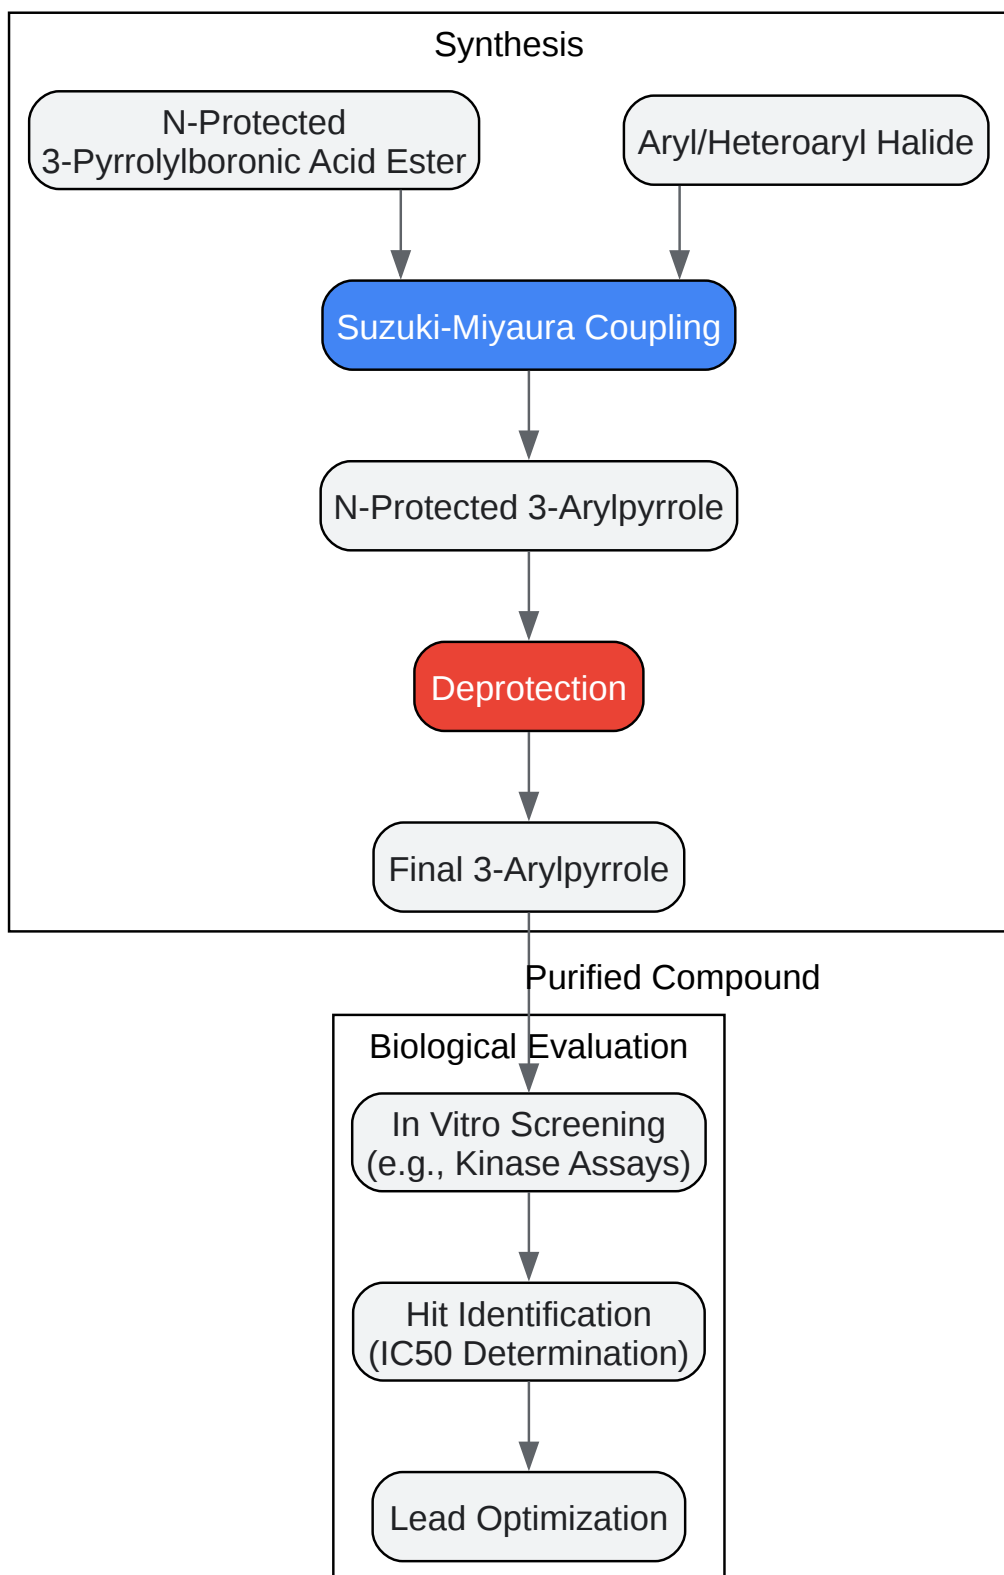 Synthesis
N-Protected
3-Pyrrolylboronic Acid Ester
Aryl/Heteroaryl Halide
Suzuki-Miyaura Coupling
N-Protected 3-Arylpyrrole
Deprotection
Final 3-Arylpyrrole
Purified Compound
Biological Evaluation
In Vitro Screening
(e.g., Kinase Assays)
Hit Identification
(IC50 Determination)
Lead Optimization